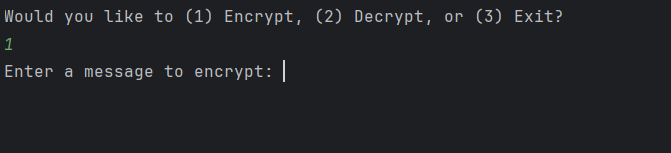 Would you like to (1) Encrypt, (2) Decrypt, or (3) Exit?
1
Enter a message to encrypt: